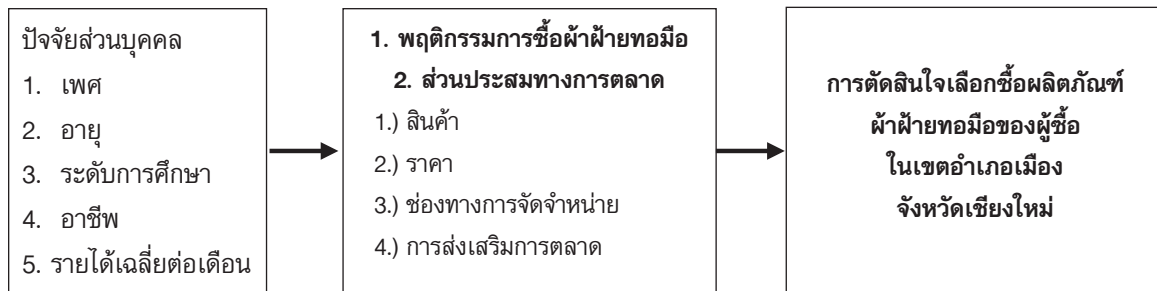 ปัจจัยส่วนบุคคล
1. เพศ
2. อายุ
3. ระดับการศึกษา
4. อาชีพ
5. รายได้เฉลี่ยต่อเดือน
1. พฤติกรรมการซื้อผ้าฝ้ายทอมือ
2. ส่วนประสมทางการตลาด
1.) สินค้า
2.) ราคา
3.) ช่องทางการจัดจำหน่าย
4.) การส่งเสริมการตลาด
การตัดสินใจเลือกซื้อผลิตภัณฑ์
ผ้าฝ้ายทอมือของผู้ซื้อ
ในเขตอำเภอเมือง
จังหวัดเชียงใหม่